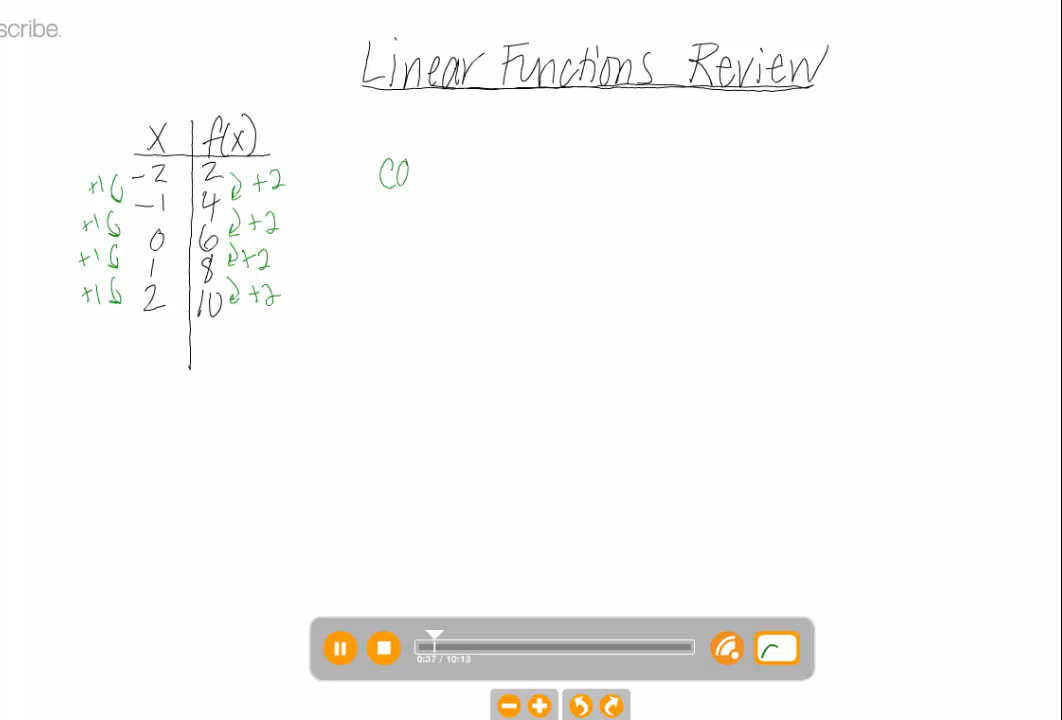 scribe.
Linear Functions Review
x f(x)
-2 2
-1 4
0 6
1 8
2 10
+1 +2
+1 +2
+1 +2
+1 +2
co
0:37 / 10:13